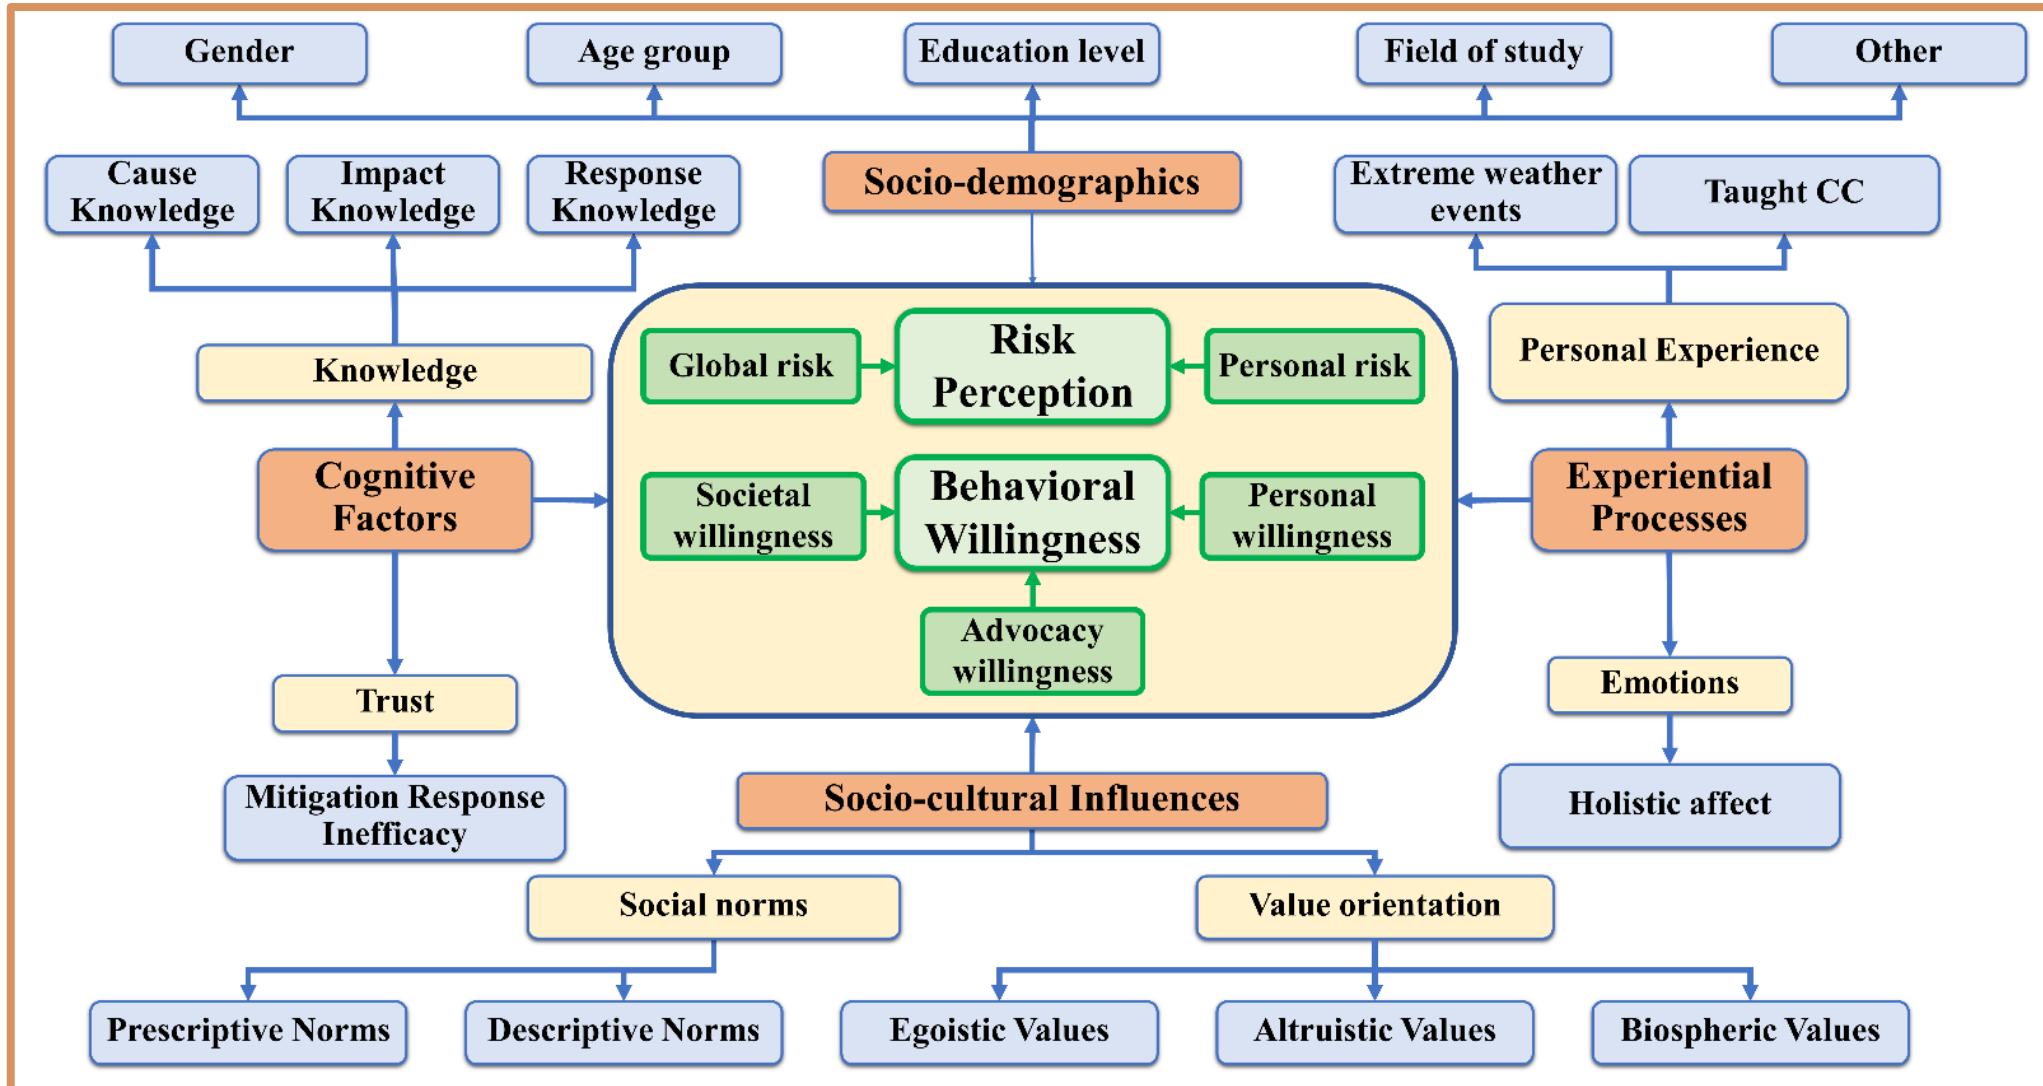 Gender
Age group
Education level
Field of study
Other
Cause
Knowledge
Impact
Knowledge
Response
Knowledge
Socio-demographics
Extreme weather
events
Taught CC
Knowledge
Global risk
Risk
Perception
Personal risk
Personal Experience
Cognitive
Factors
Societal
willingness
Behavioral
Willingness
Personal
willingness
Experiential
Processes
Advocacy
willingness
Trust
Emotions
Mitigation Response
Inefficacy
Socio-cultural Influences
Holistic affect
Social norms
Value orientation
Prescriptive Norms
Descriptive Norms
Egoistic Values
Altruistic Values
Biospheric Values